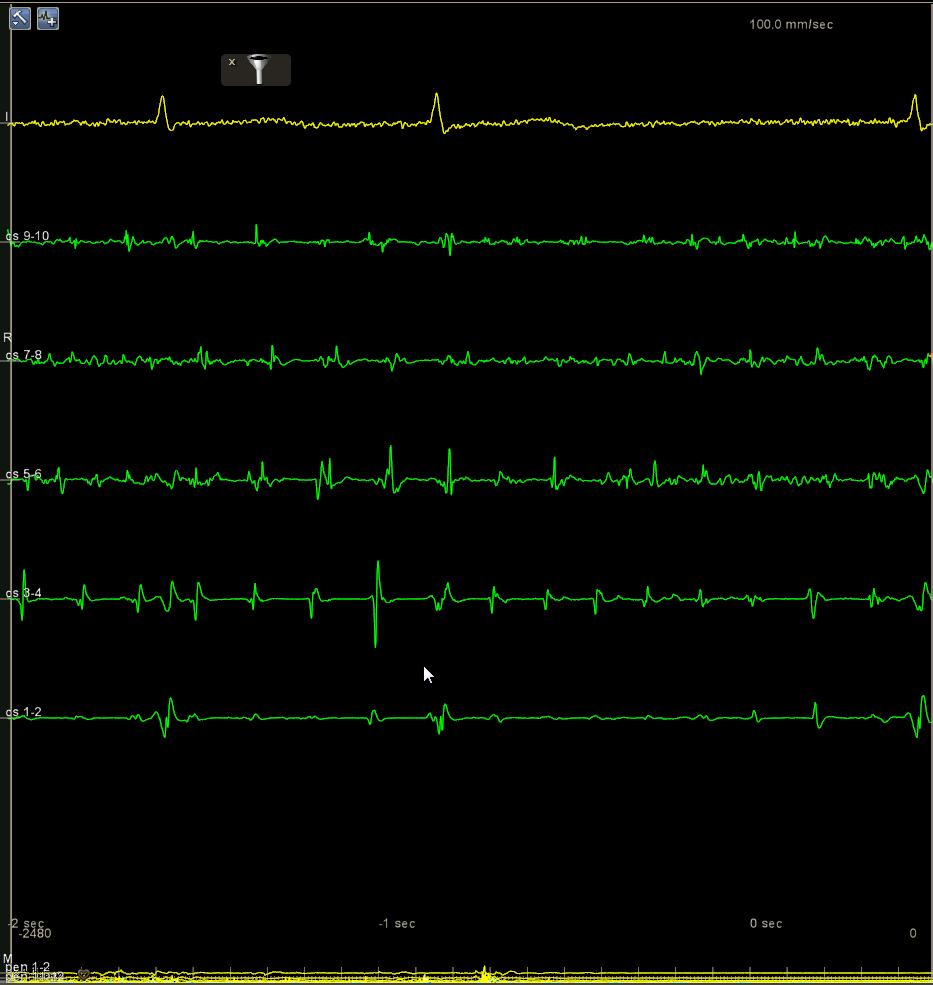 100.0 mm/sec
x
I
cs 9-10
R
cs 7-8
cs 5-6
cs 3-4
cs 1-2
-2 sec -1 sec 0 sec
-2480 0
M
pen 1-2